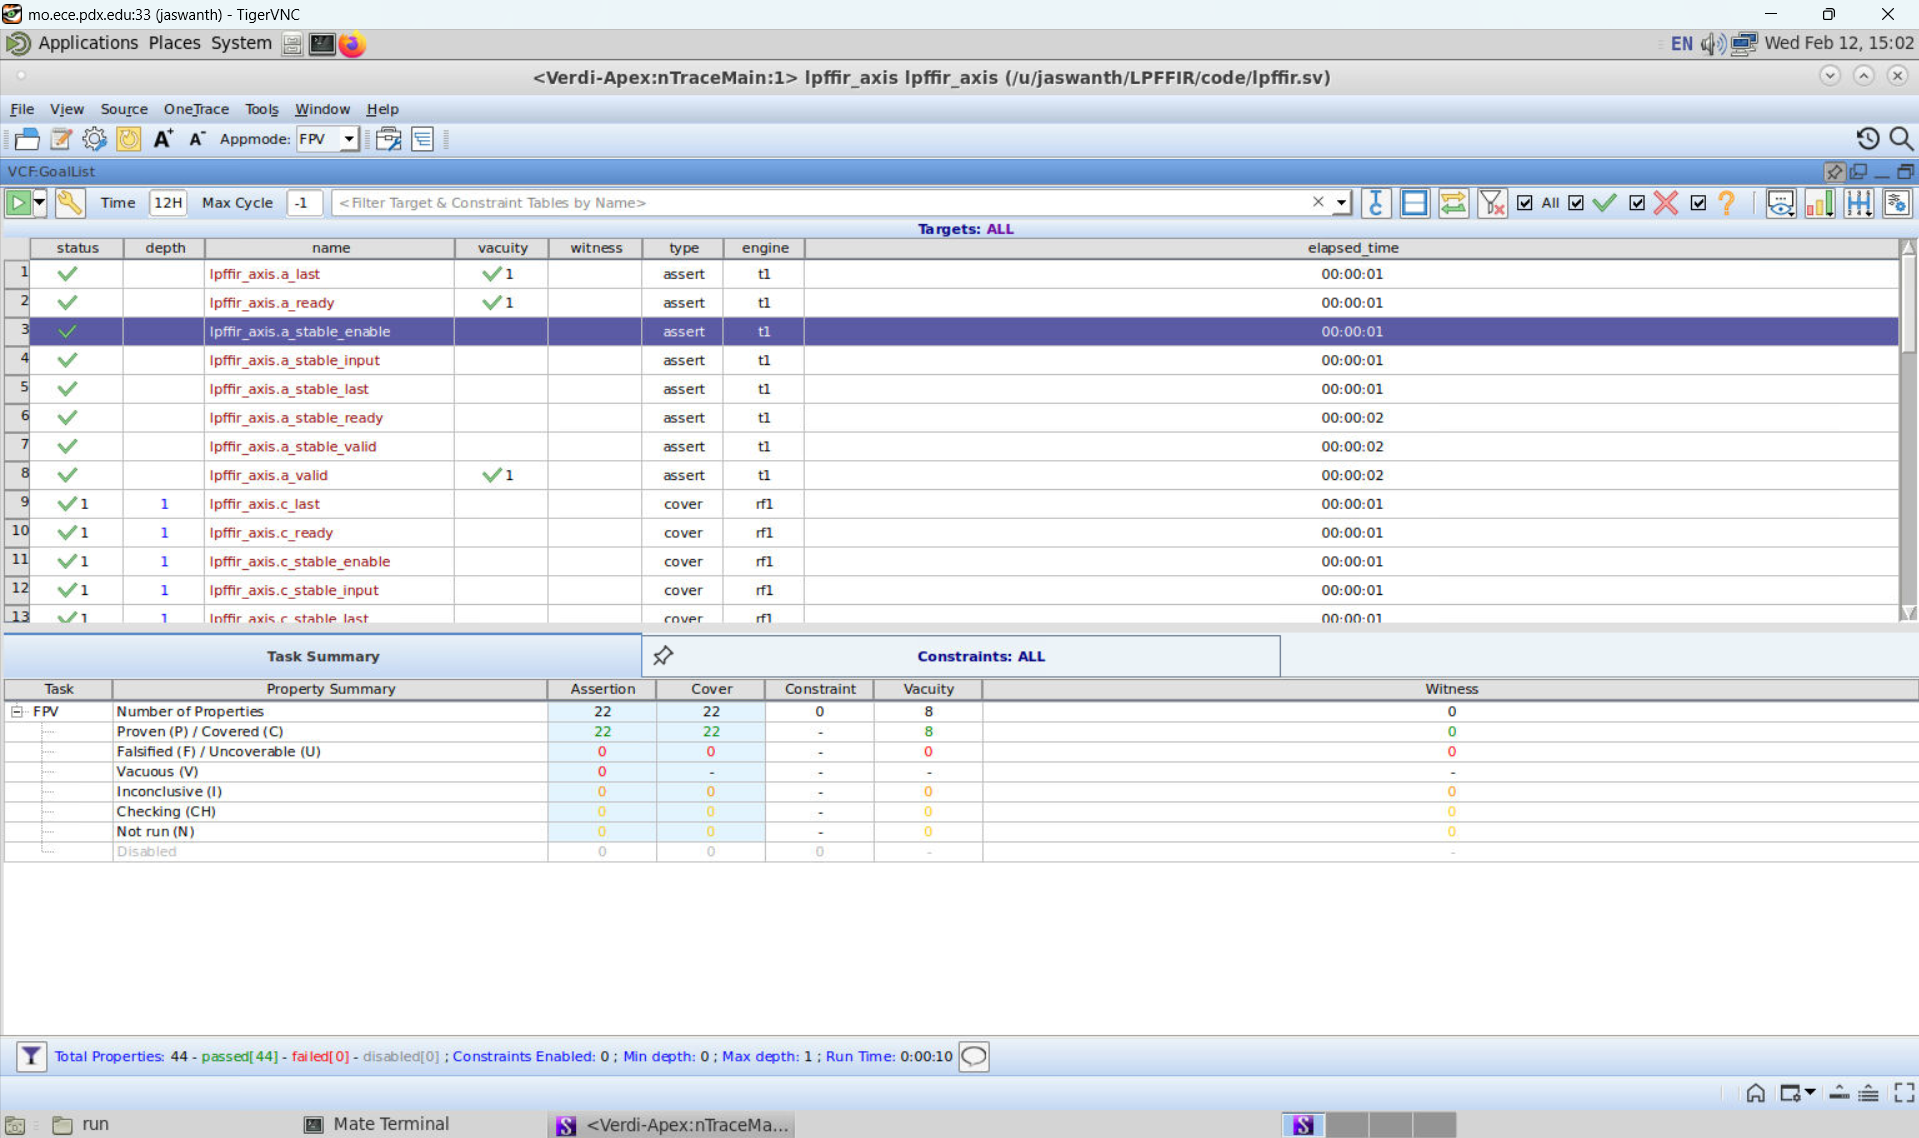 mo.ece.pdx.edu:33 (jaswanth) - TigerVNC
Applications Places System EN Wed Feb 12, 15:02
<Verdi-Apex:nTraceMain:1> lpffir_axis lpffir_axis (/u/jaswanth/LPFFIR/code/lpffir.sv)
File View Source OneTrace Tools Window Help
A+ A- Appmode: FPV
VCF:GoalList
Time 12H Max Cycle -1 <Filter Target & Constraint Tables by Name> All
Targets: ALL
status depth name vacuity witness type engine elapsed_time
1 lpffir_axis.a_last 1 assert t1 00:00:01
2 lpffir_axis.a_ready 1 assert t1 00:00:01
3 lpffir_axis.a_stable_enable assert t1 00:00:01
4 lpffir_axis.a_stable_input assert t1 00:00:01
5 lpffir_axis.a_stable_last assert t1 00:00:01
6 lpffir_axis.a_stable_ready assert t1 00:00:02
7 lpffir_axis.a_stable_valid assert t1 00:00:02
8 lpffir_axis.a_valid 1 assert t1 00:00:02
9 1 1 lpffir_axis.c_last cover rf1 00:00:01
10 1 1 lpffir_axis.c_ready cover rf1 00:00:01
11 1 1 lpffir_axis.c_stable_enable cover rf1 00:00:01
12 1 1 lpffir_axis.c_stable_input cover rf1 00:00:01
13 1 1 lpffir_axis.c_stable_last cover rf1 00:00:01
Task Summary Constraints: ALL
Task Property Summary Assertion Cover Constraint Vacuity Witness
FPV Number of Properties 22 22 0 8 0
Proven (P) / Covered (C) 22 22 - 8 0
Falsified (F) / Uncoverable (U) 0 0 - 0 0
Vacuous (V) 0 - - - -
Inconclusive (I) 0 0 - 0 0
Checking (CH) 0 0 - 0 0
Not run (N) 0 0 - 0 0
Disabled 0 0 0 - -
Total Properties: 44 - passed[44] - failed[0] - disabled[0] ; Constraints Enabled: 0 ; Min depth: 0 ; Max depth: 1 ; Run Time: 0:00:10
run Mate Terminal <Verdi-Apex:nTraceMa...